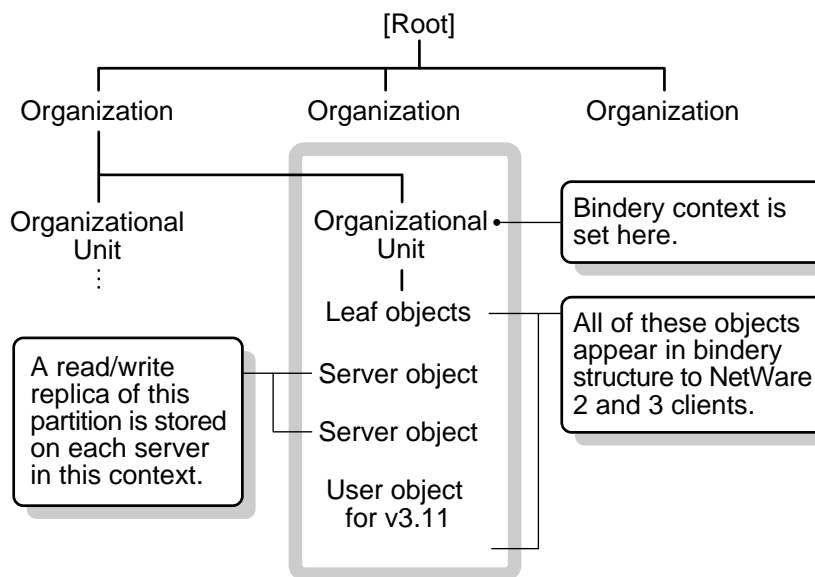 [Root]
Organization
Organization
Organization
Organizational
Unit
Organizational
Unit
Bindery context is
set here.
Leaf objects
All of these objects
appear in bindery
structure to NetWare
2 and 3 clients.
A read/write
replica of this
partition is stored
on each server
in this context.
Server object
Server object
User object
for v3.11